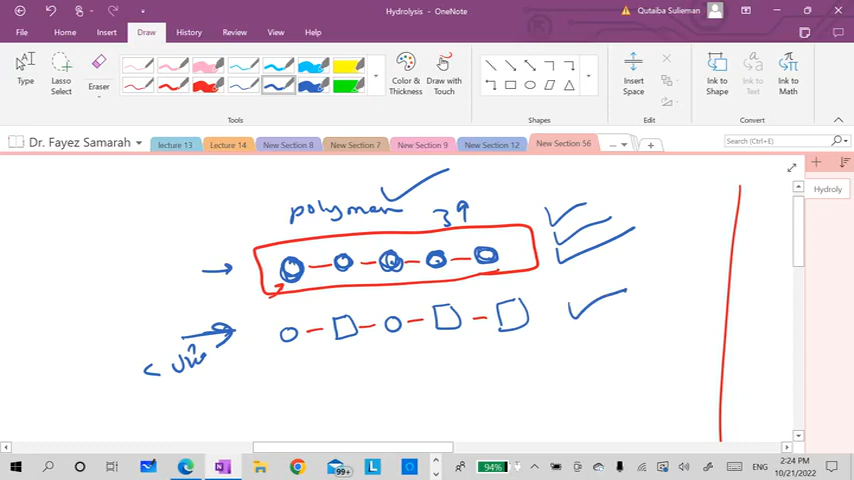 Hydrolysis - OneNote
Qutaiba Sulieman
File Home Insert Draw History Review View Help
Type
Lasso Select
Eraser
Color & Thickness
Draw with Touch
Insert Space
Ink to Shape
Ink to Text
Ink to Math
Tools Shapes Edit Convert
Dr. Fayez Samarah
lecture 13 Lecture 14 New Section 8 New Section 7 New Section 9 New Section 12 New Section 56
Search (Ctrl+E)
Hydroly
polymer
99+
94%
ENG
2:24 PM
10/21/2022